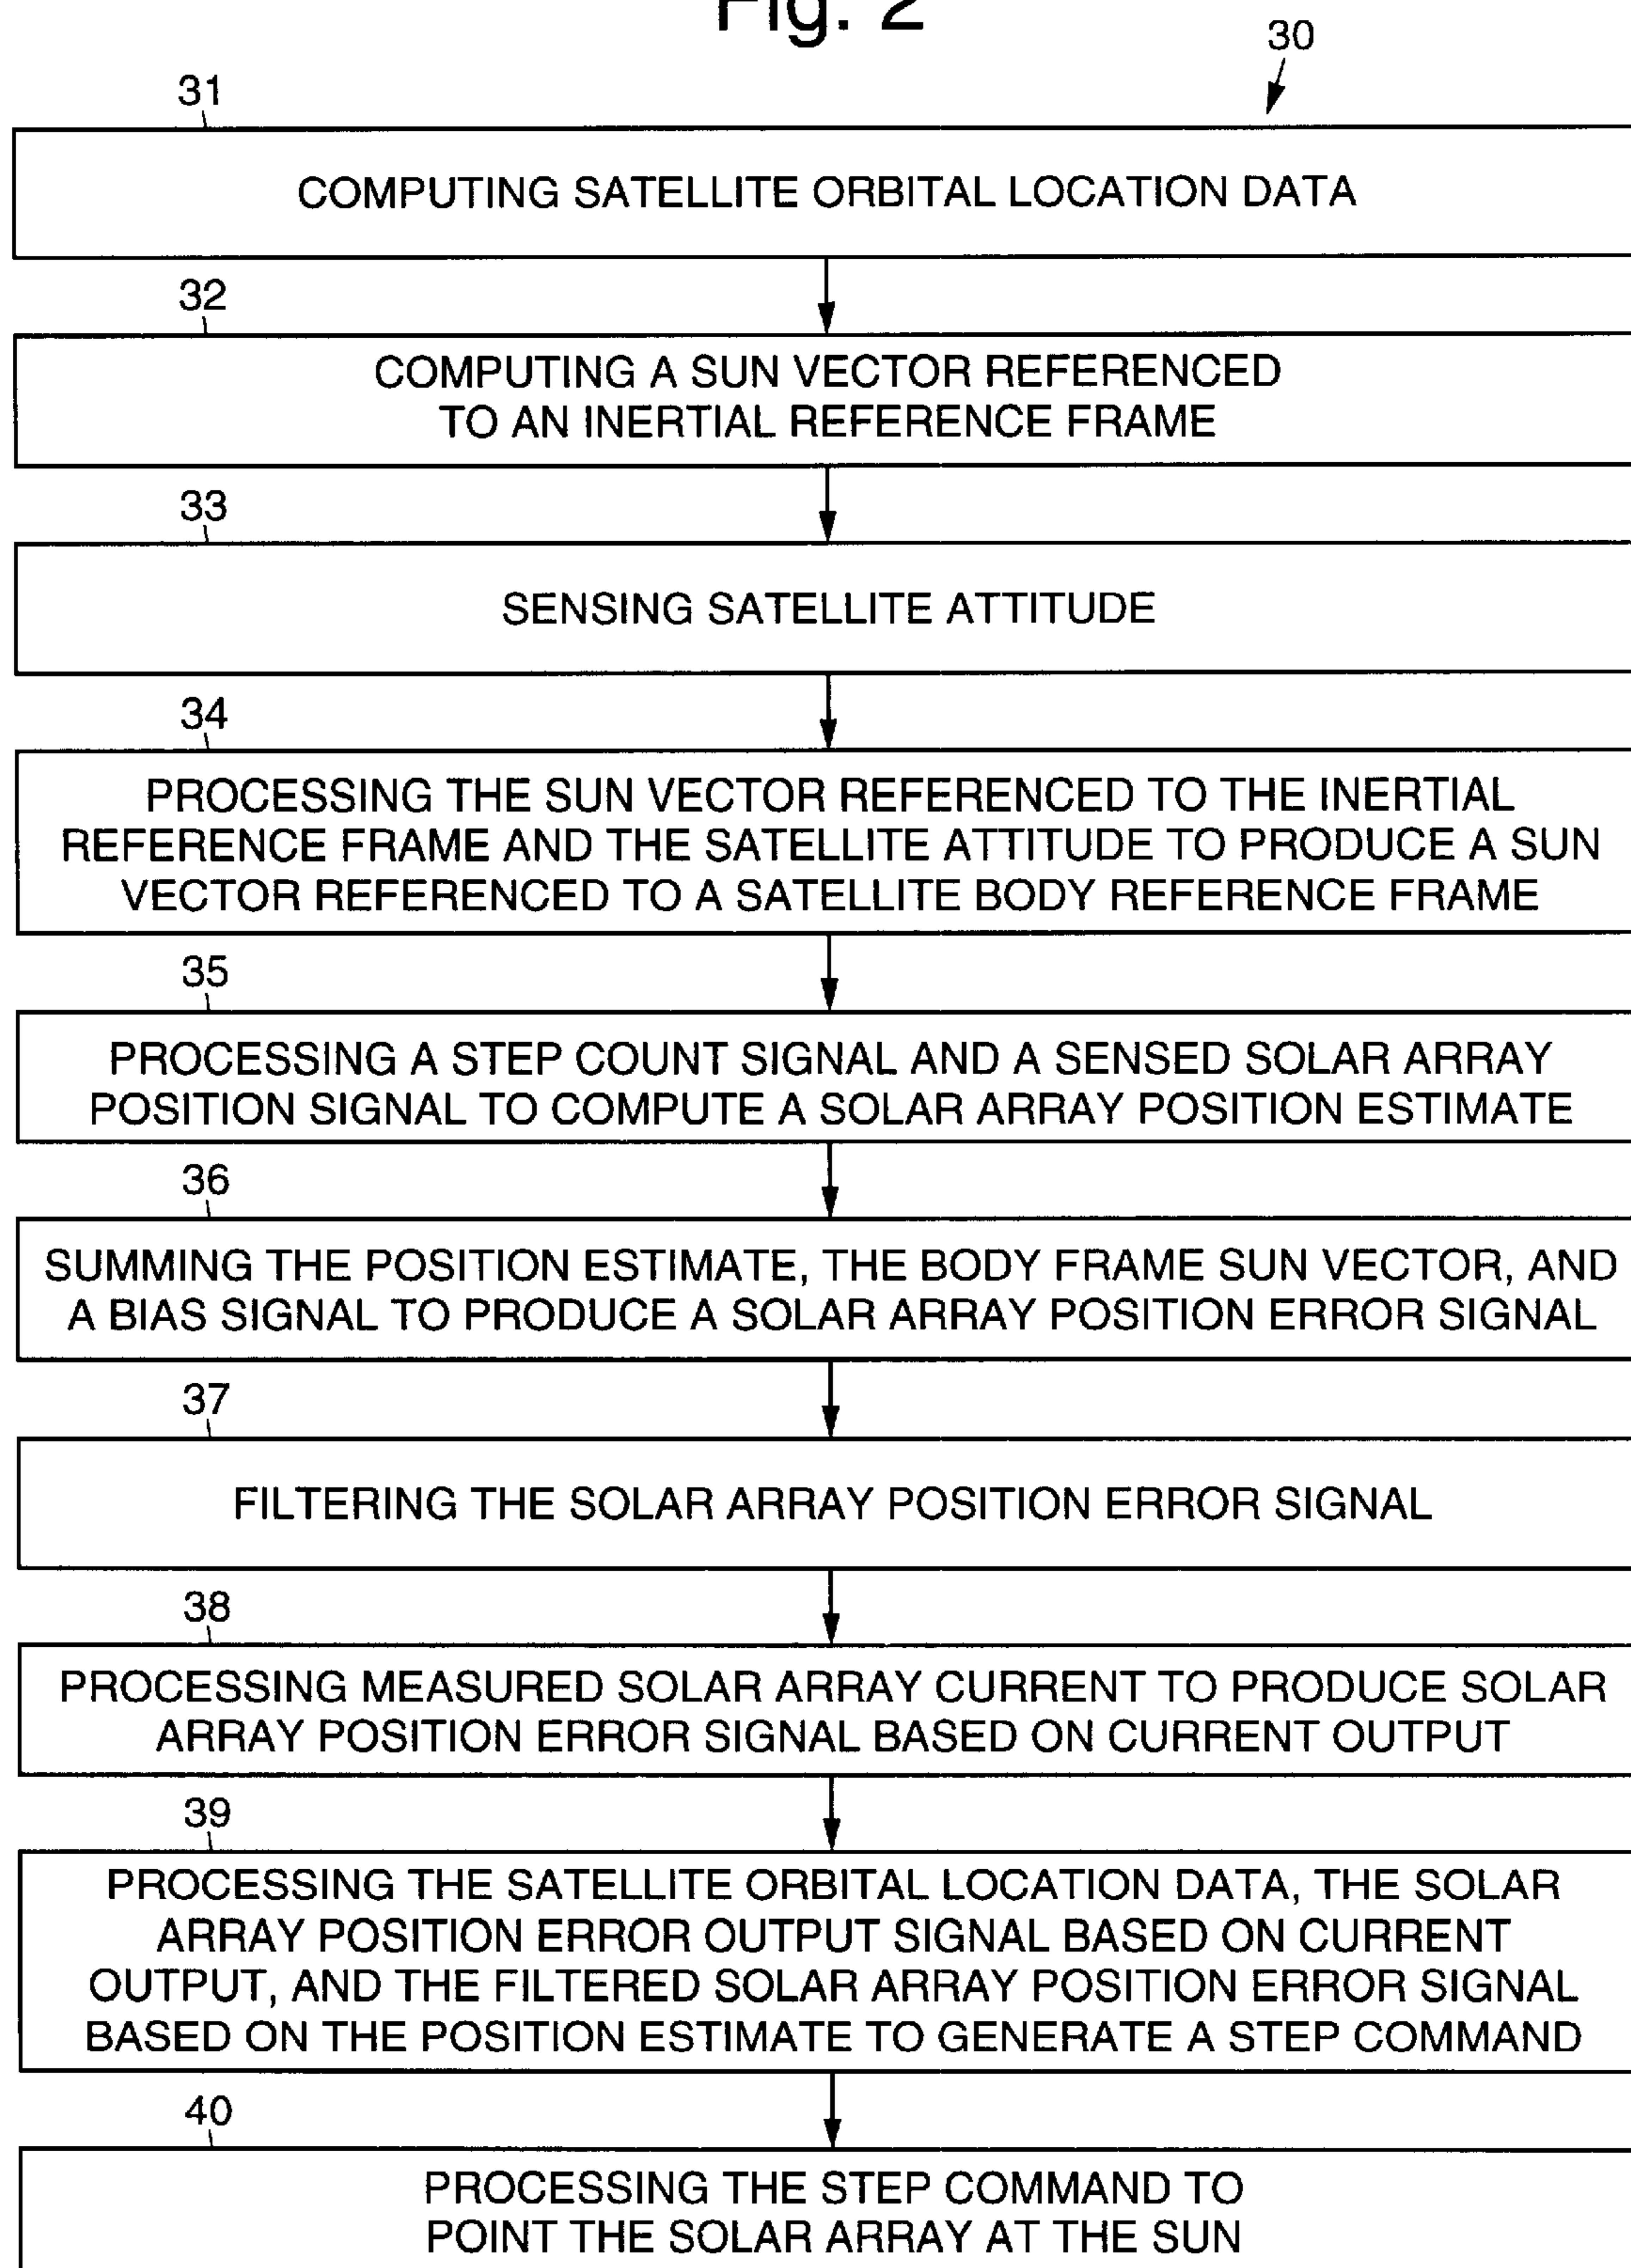 Fig. 2
30
31
COMPUTING SATELLITE ORBITAL LOCATION DATA
32
COMPUTING A SUN VECTOR REFERENCED
TO AN INERTIAL REFERENCE FRAME
33
SENSING SATELLITE ATTITUDE
34
PROCESSING THE SUN VECTOR REFERENCED TO THE INERTIAL
REFERENCE FRAME AND THE SATELLITE ATTITUDE TO PRODUCE A SUN
VECTOR REFERENCED TO A SATELLITE BODY REFERENCE FRAME
35
PROCESSING A STEP COUNT SIGNAL AND A SENSED SOLAR ARRAY
POSITION SIGNAL TO COMPUTE A SOLAR ARRAY POSITION ESTIMATE
36
SUMMING THE POSITION ESTIMATE, THE BODY FRAME SUN VECTOR, AND
A BIAS SIGNAL TO PRODUCE A SOLAR ARRAY POSITION ERROR SIGNAL
37
FILTERING THE SOLAR ARRAY POSITION ERROR SIGNAL
38
PROCESSING MEASURED SOLAR ARRAY CURRENT TO PRODUCE SOLAR
ARRAY POSITION ERROR SIGNAL BASED ON CURRENT OUTPUT
39
PROCESSING THE SATELLITE ORBITAL LOCATION DATA, THE SOLAR
ARRAY POSITION ERROR OUTPUT SIGNAL BASED ON CURRENT
OUTPUT, AND THE FILTERED SOLAR ARRAY POSITION ERROR SIGNAL
BASED ON THE POSITION ESTIMATE TO GENERATE A STEP COMMAND
40
PROCESSING THE STEP COMMAND TO
POINT THE SOLAR ARRAY AT THE SUN